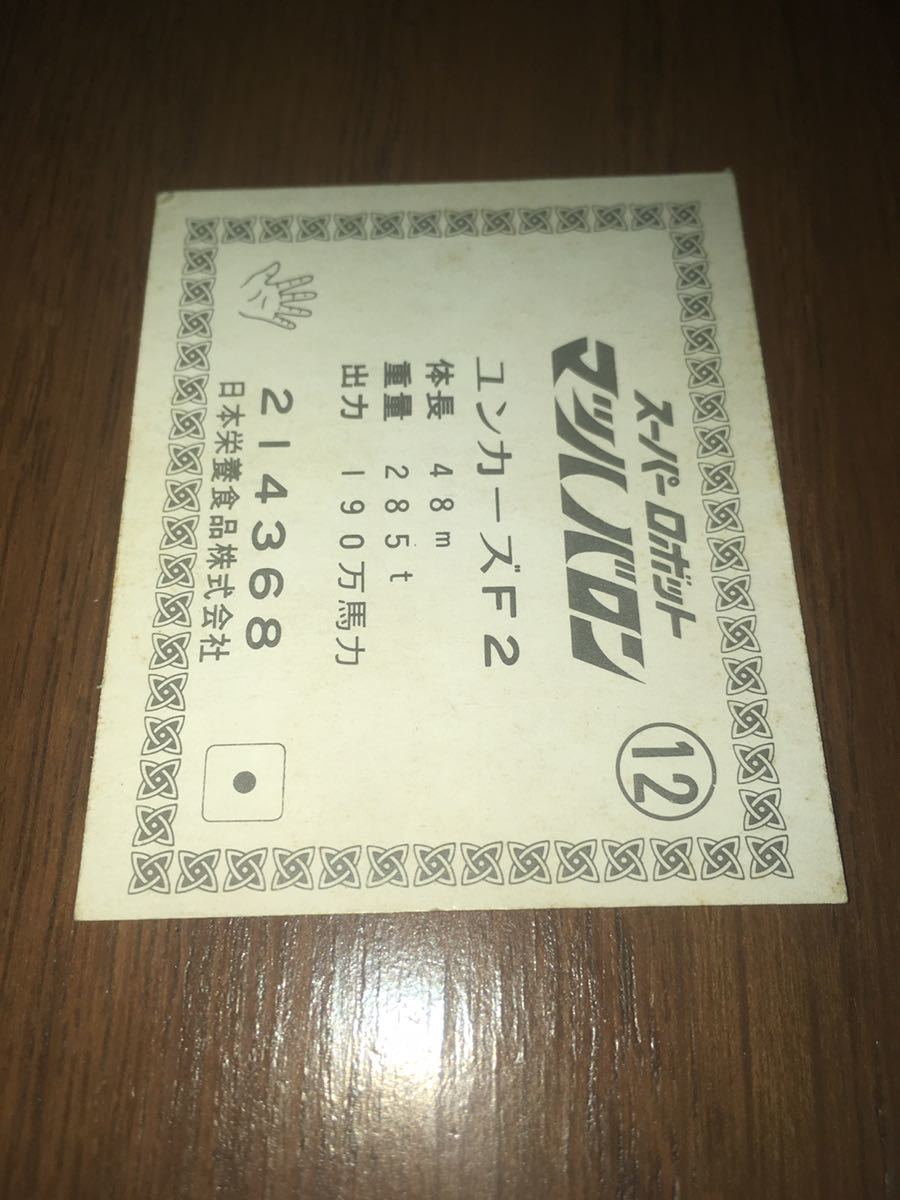 スーパーロボット
マッハバロン
⑫
ユンカーズF2
体長 48m
重量 285t
出力 190万馬力
214368
日本栄養食品株式会社